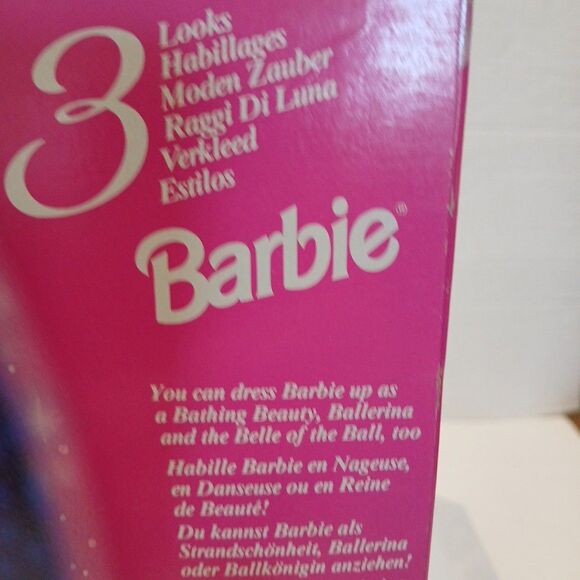 3
Looks
Habillages
Moden Zauber
Raggi Di Luna
Verkleed
Estilos
Barbie®
You can dress Barbie up as
a Bathing Beauty, Ballerina
and the Belle of the Ball, too
Habille Barbie en Nageuse,
en Danseuse ou en Reine
de Beauté!
Du kannst Barbie als
Strandschönheit, Ballerina
oder Ballkönigin anziehen!